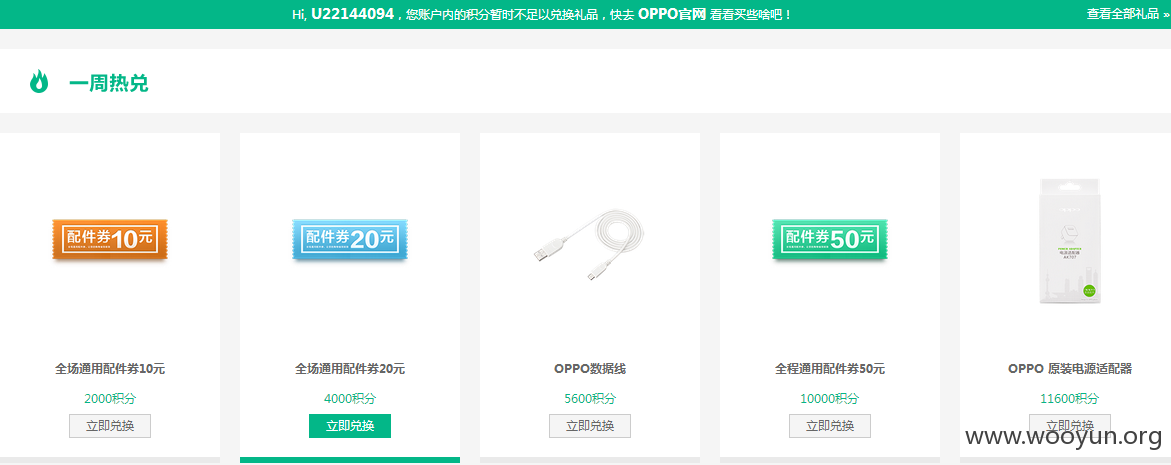 Hi, U22144094，您账户内的积分暂时不足以兑换礼品，快去 OPPO官网 看看买些啥吧！
查看全部礼品 »
一周热兑
配件券10元
配件券20元
配件券50元
全场通用配件券10元
全场通用配件券20元
OPPO数据线
全程通用配件券50元
OPPO 原装电源适配器
2000积分
4000积分
5600积分
10000积分
11600积分
立即兑换
立即兑换
立即兑换
立即兑换
立即兑换
www.wooyun.org